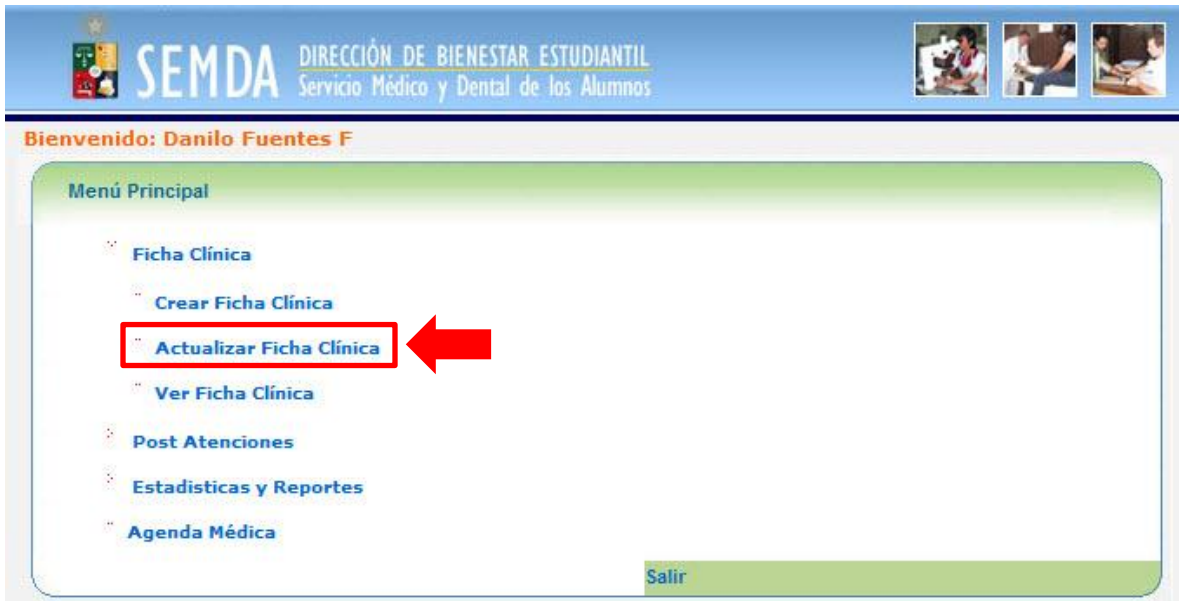 SEMDA
DIRECCIÓN DE BIENESTAR ESTUDIANTIL
Servicio Médico y Dental de los Alumnos
Bienvenido: Danilo Fuentes F
Menú Principal
Ficha Clínica
Crear Ficha Clínica
Actualizar Ficha Clínica
Ver Ficha Clínica
Post Atenciones
Estadisticas y Reportes
Agenda Médica
Salir